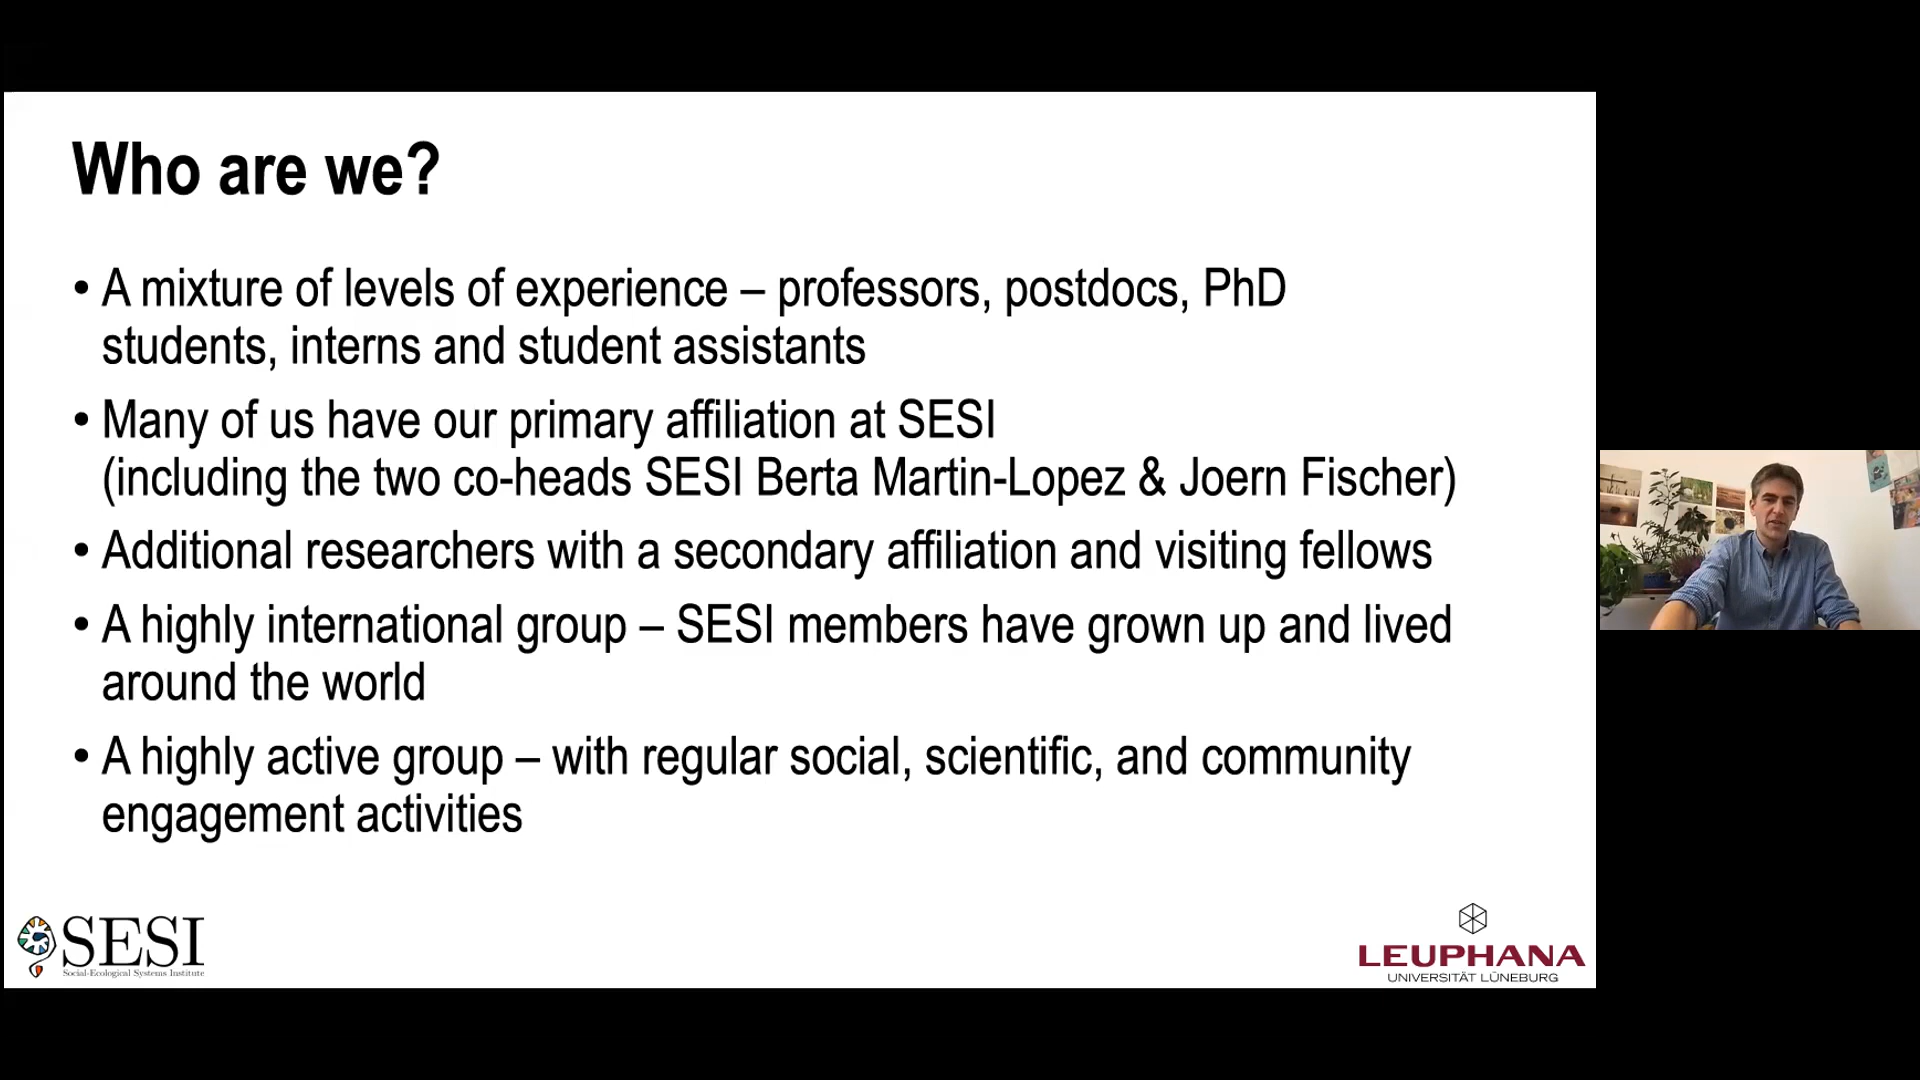 Who are we?
• A mixture of levels of experience – professors, postdocs, PhD
students, interns and student assistants
• Many of us have our primary affiliation at SESI
(including the two co-heads SESI Berta Martin-Lopez & Joern Fischer)
• Additional researchers with a secondary affiliation and visiting fellows
• A highly international group – SESI members have grown up and lived
around the world
• A highly active group – with regular social, scientific, and community
engagement activities
SESI
Social-Ecological Systems Institute
LEUPHANA
UNIVERSITÄT LÜNEBURG